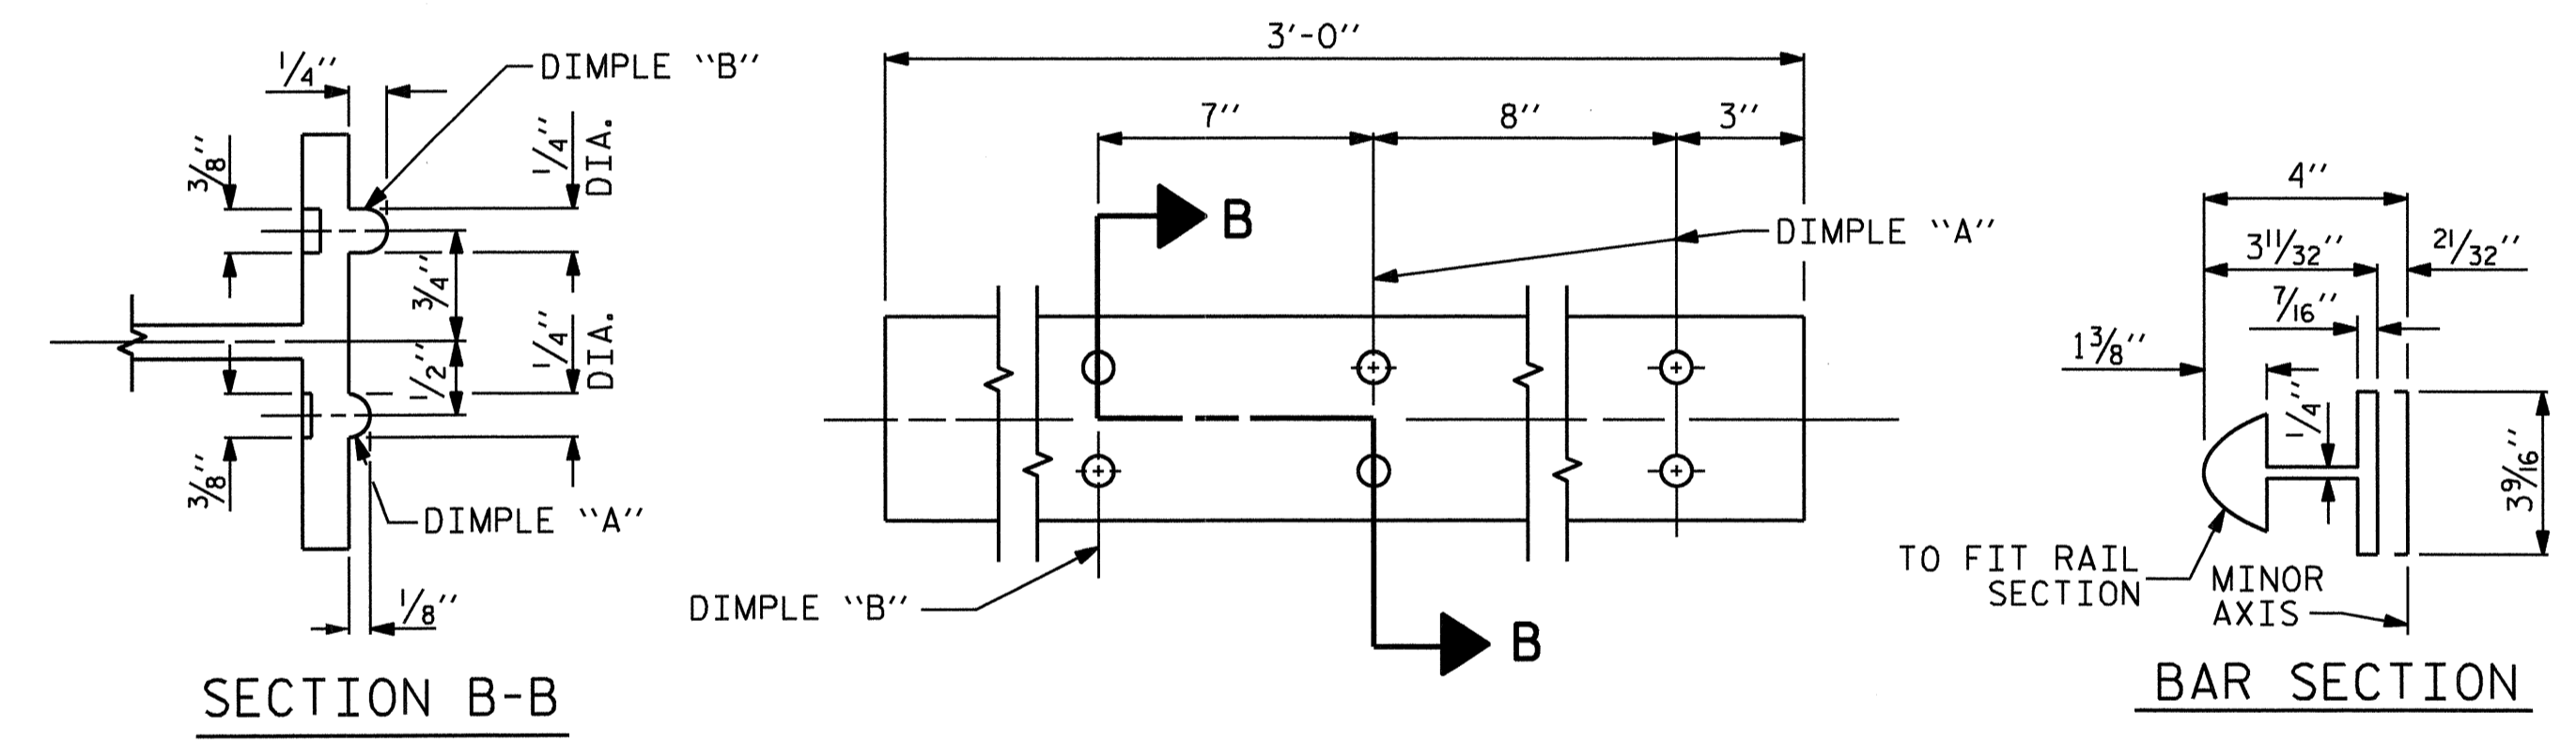 1/4"
DIMPLE "B"
3/8"
1/4" DIA.
3/4"
1/2"
1/4" DIA.
3/8"
DIMPLE "A"
1/8"
SECTION B-B
3'-0"
7"
8"
3"
B
DIMPLE "A"
DIMPLE "B"
B
4"
3 11/32"
21/32"
7/16"
1 3/8"
1/4"
3 9/16"
TO FIT RAIL
SECTION
MINOR
AXIS
BAR SECTION